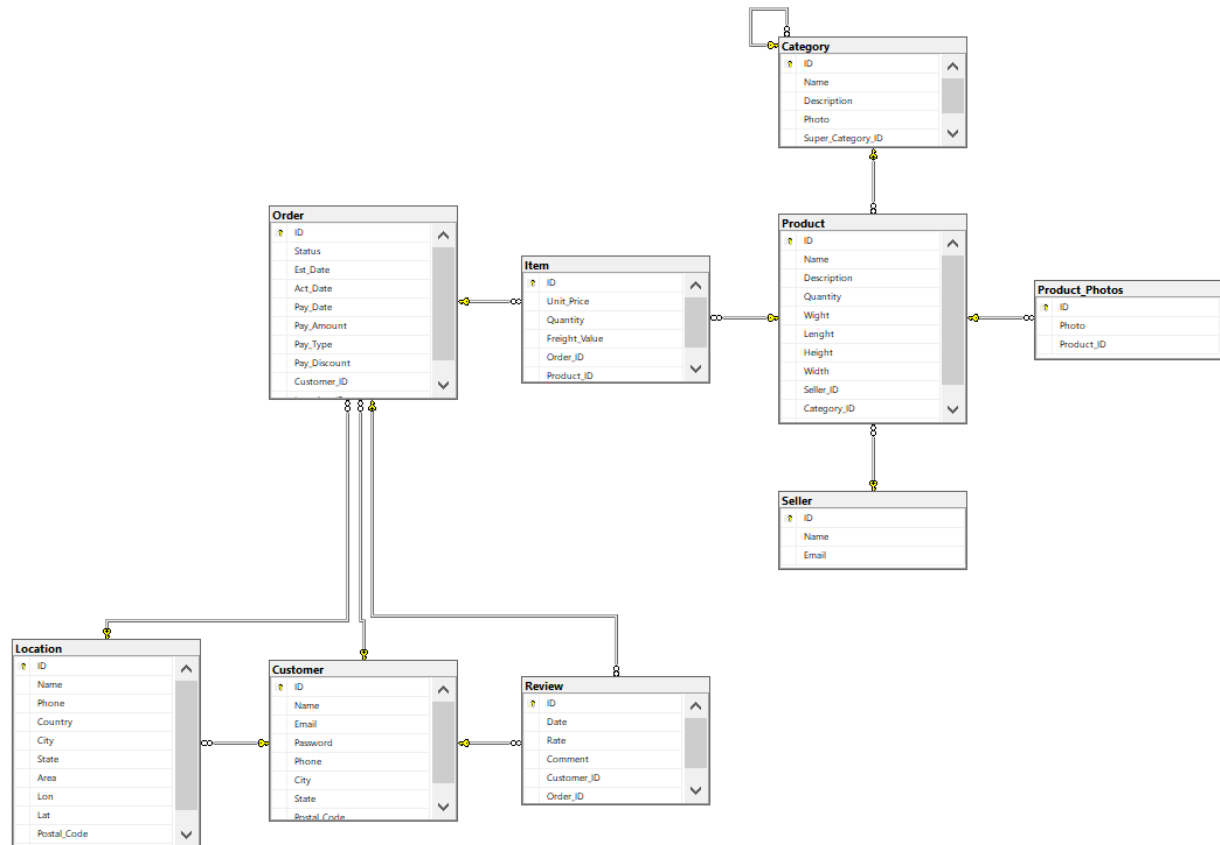 Category
ID
Name
Description
Photo
Super_Category_ID
Order
ID
Status
Est_Date
Act_Date
Pay_Date
Pay_Amount
Pay_Type
Pay_Discount
Customer_ID
Item
ID
Unit_Price
Quantity
Freight_Value
Order_ID
Product_ID
Product
ID
Name
Description
Quantity
Wight
Lenght
Height
Width
Seller_ID
Category_ID
Product_Photos
ID
Photo
Product_ID
Seller
ID
Name
Email
Location
ID
Name
Phone
Country
City
State
Area
Lon
Lat
Postal_Code
Customer
ID
Name
Email
Password
Phone
City
State
Postal_Code
Review
ID
Date
Rate
Comment
Customer_ID
Order_ID